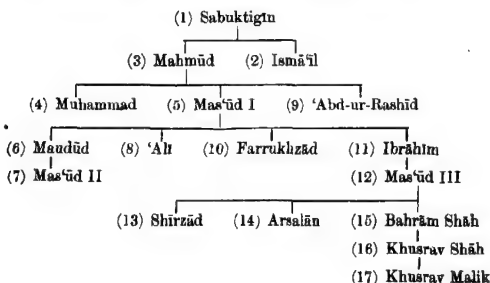 (1) Sabuktigīn
(3) Mahmūd (2) Ismā'īl
(4) Muhammad (5) Mas'ūd I (9) 'Abd-ur-Rashīd
(6) Maudūd (8) 'Alī (10) Farrukhzād (11) Ibrāhīm
(7) Mas'ūd II (12) Mas'ūd III
(13) Shīrzād (14) Arsalān (15) Bahrām Shāh
(16) Khusrav Shāh
(17) Khusrav Malik